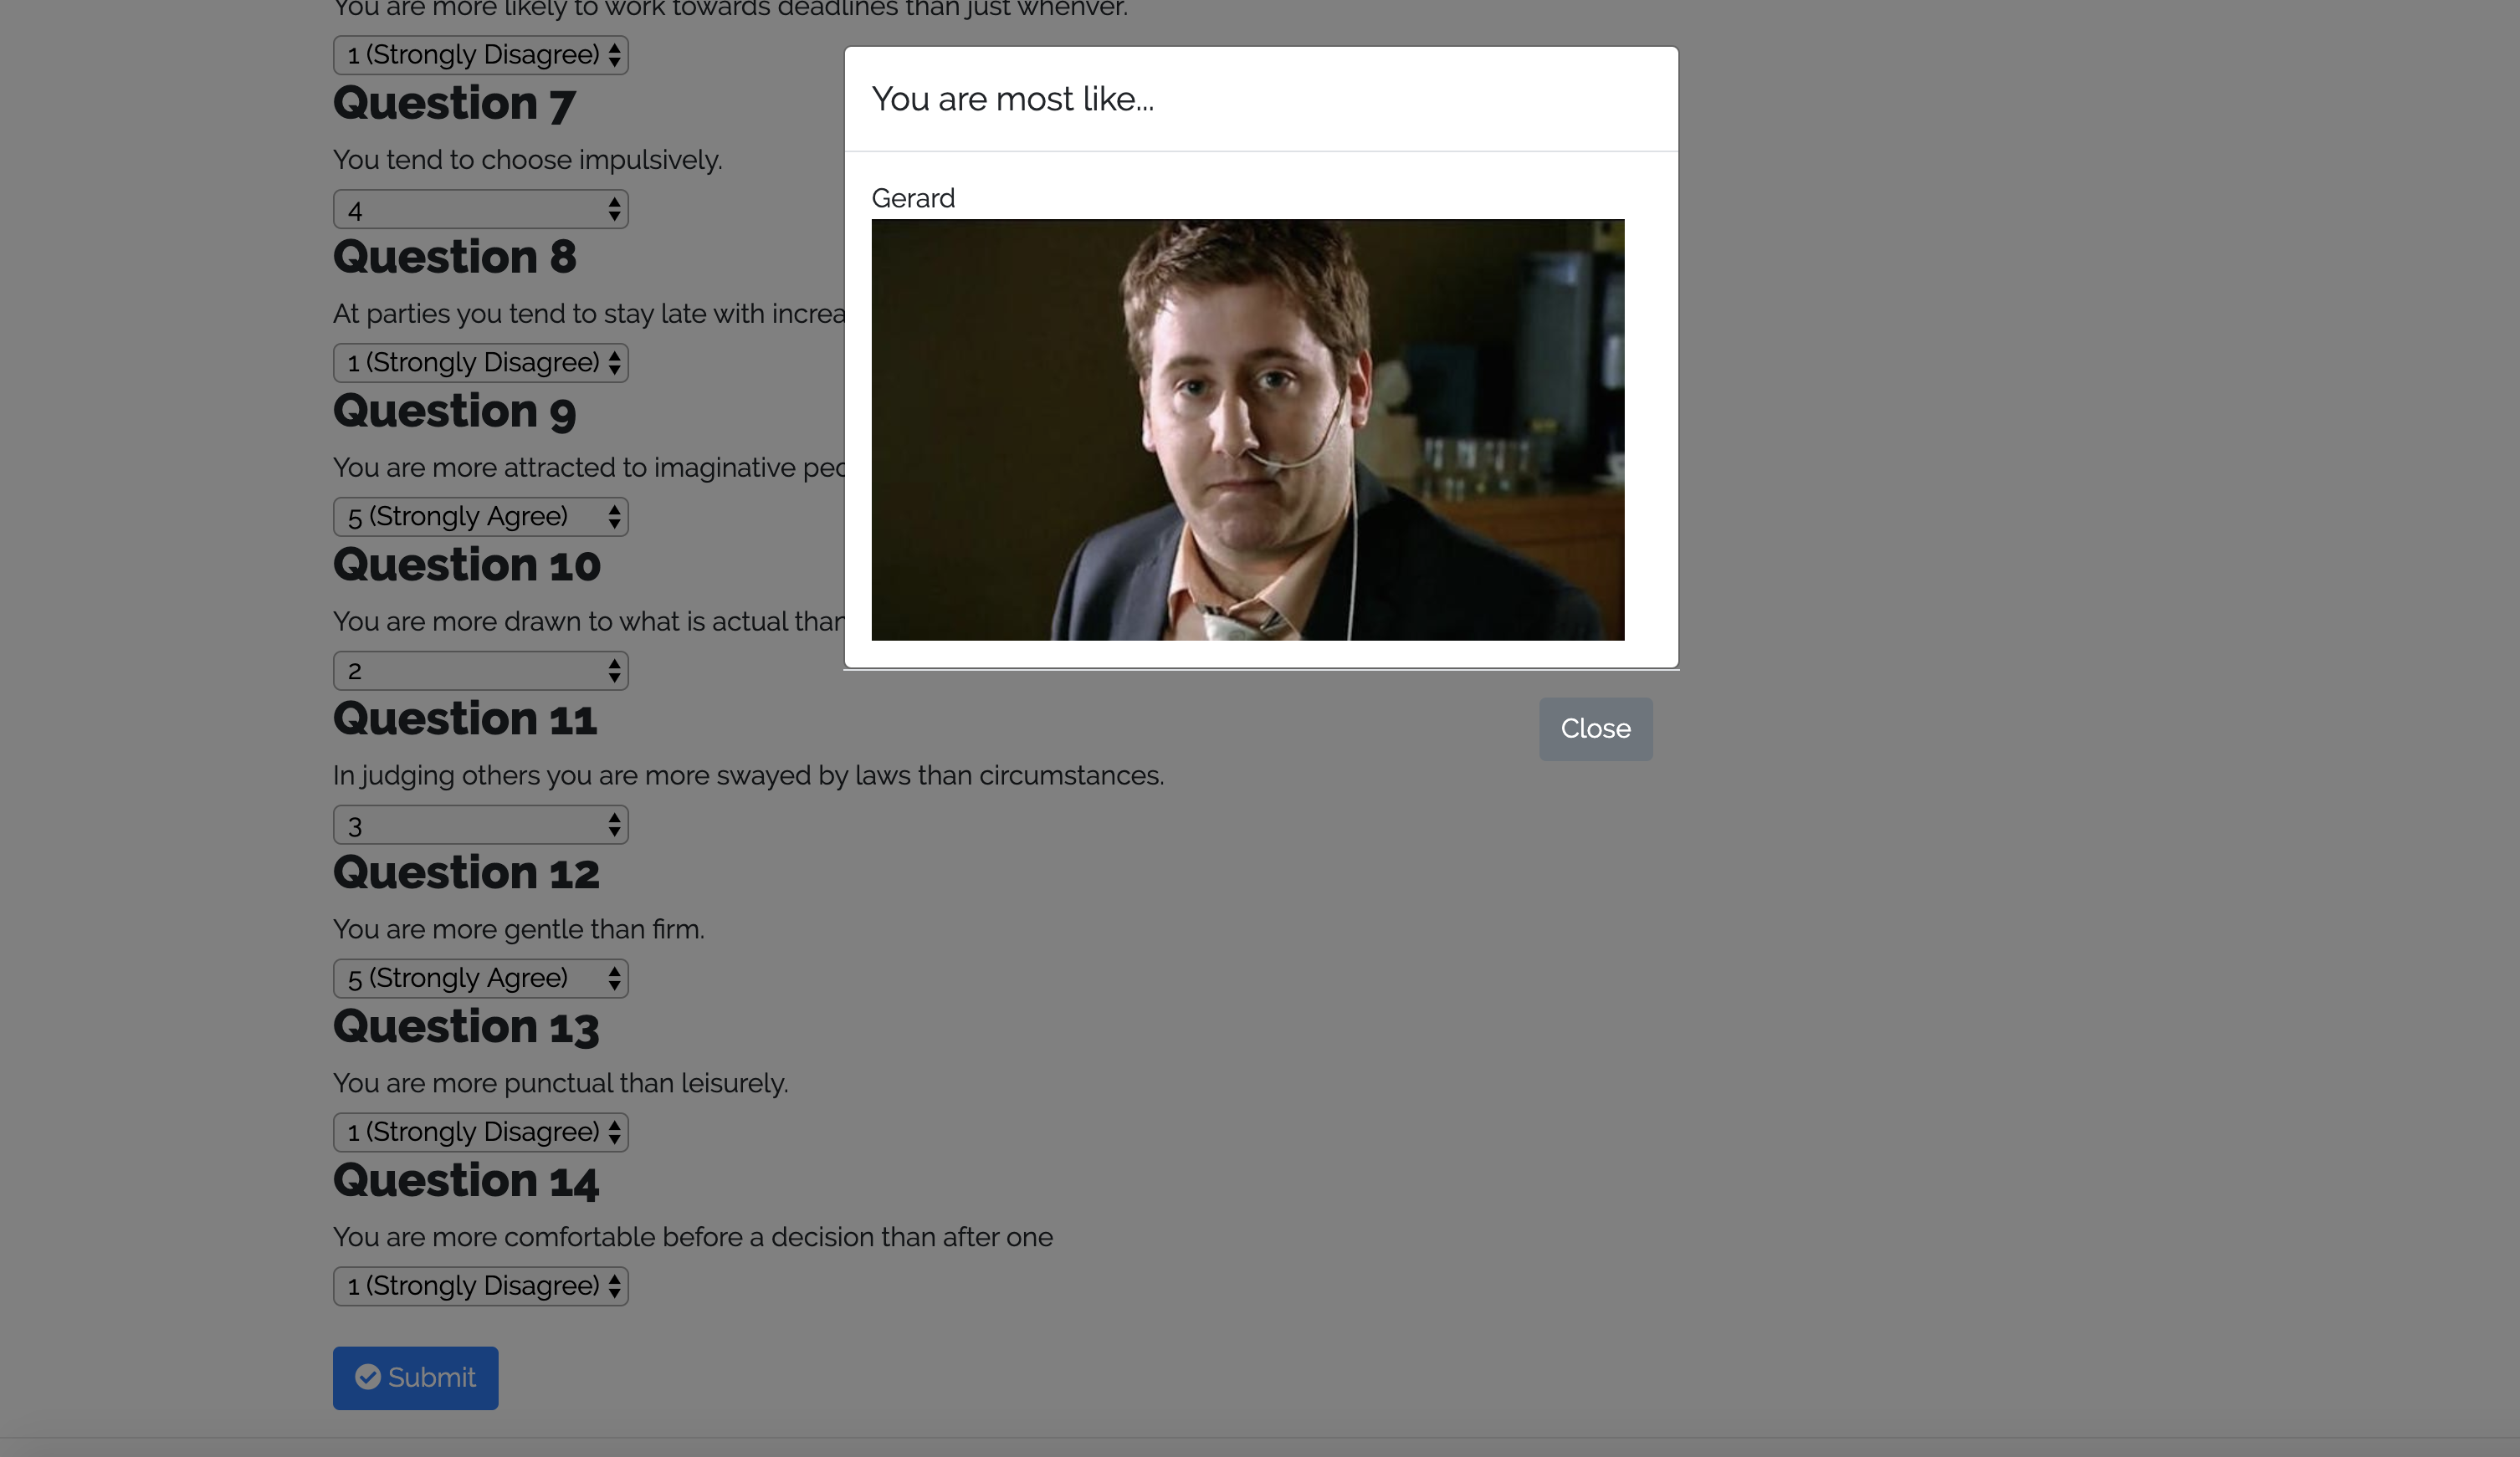 You are more likely to work towards deadlines than just whenver.
1 (Strongly Disagree)
Question 7
You tend to choose impulsively.
4
Question 8
At parties you tend to stay late with increa
1 (Strongly Disagree)
Question 9
You are more attracted to imaginative peo
5 (Strongly Agree)
Question 10
You are more drawn to what is actual than
2
Question 11
In judging others you are more swayed by laws than circumstances.
3
Question 12
You are more gentle than firm.
5 (Strongly Agree)
Question 13
You are more punctual than leisurely.
1 (Strongly Disagree)
Question 14
You are more comfortable before a decision than after one
1 (Strongly Disagree)
Submit
You are most like...
Gerard
Close